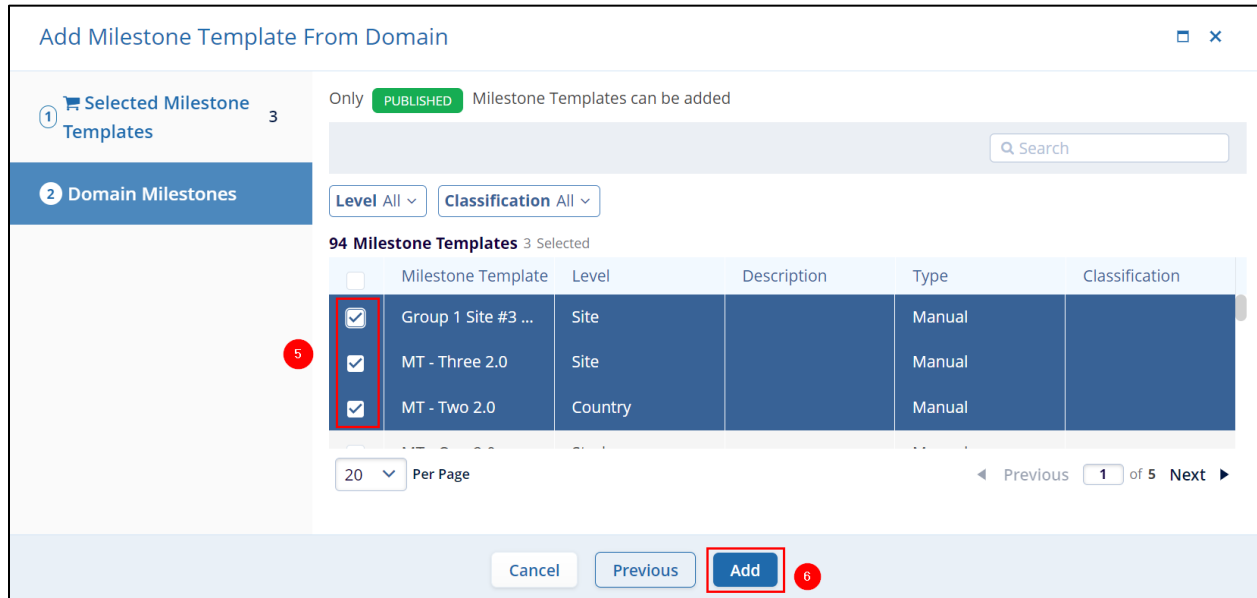 Add Milestone Template From Domain
1 Selected Milestone Templates 3
2 Domain Milestones
Only PUBLISHED Milestone Templates can be added
Search
Level All Classification All
94 Milestone Templates 3 Selected
Milestone Template Level Description Type Classification
Group 1 Site #3 ... Site Manual
5
MT - Three 2.0 Site Manual
MT - Two 2.0 Country Manual
20 Per Page Previous 1 of 5 Next
Cancel Previous Add 6